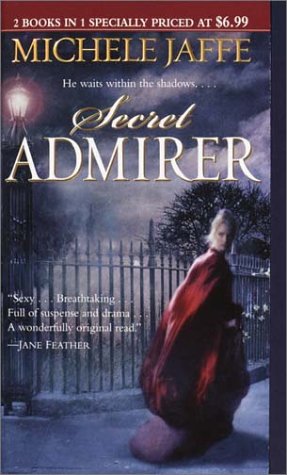 2 BOOKS IN 1 SPECIALLY PRICED AT $6.99
MICHELE JAFFE
He waits within the shadows. . . .
Secret
ADMIRER
“Sexy . . . Breathtaking . . .
Full of suspense and drama . . .
A wonderfully original read.”
—JANE FEATHER